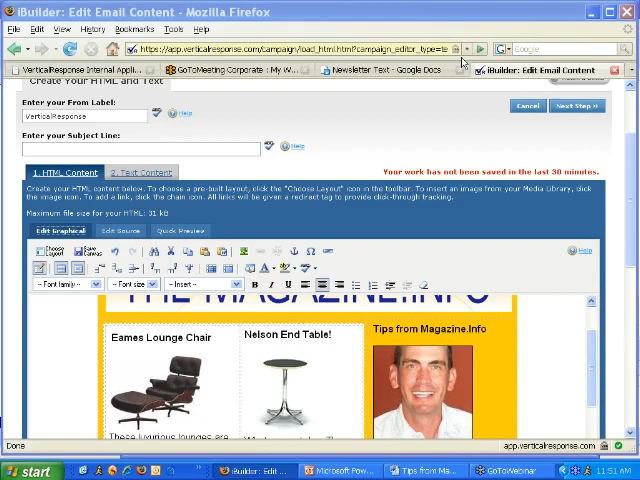 iBuilder: Edit Email Content - Mozilla Firefox
File Edit View History Bookmarks Tools Help
https://app.verticalresponse.com/campaign/load_html.html?campaign_editor_type=te
Google
VerticalResponse Internal Appli...
GoToMeeting Corporate : My W...
Newsletter Text - Google Docs
iBuilder: Edit Email Content
Create Your HTML and Text
Enter your From Label:
VerticalResponse
Help
Cancel
Next Step »
Enter your Subject Line:
Help
1. HTML Content
2. Text Content
Your work has not been saved in the last 30 minutes.
Create your HTML content below. To choose a pre-built layout, click the "Choose Layout" icon in the toolbar. To insert an image from your Media Library, click
the image icon. To add a link, click the chain icon. All links will be given a redirect tag to provide click-through tracking.
Maximum file size for your HTML: 31 kB
Edit Graphical
Edit Source
Quick Preview
Choose Layout
Save Canvas
Help
-- Font family --
-- Font size --
-- Insert --
B I U
THE MAGAZINE.INFO
Eames Lounge Chair
Nelson End Table!
Tips from Magazine.Info
These luxurious lounges are
Done
app.verticalresponse.com
start
iBuilder: Edit ...
Microsoft Pow...
Tips from Ma...
GoToWebinar
11:51 AM